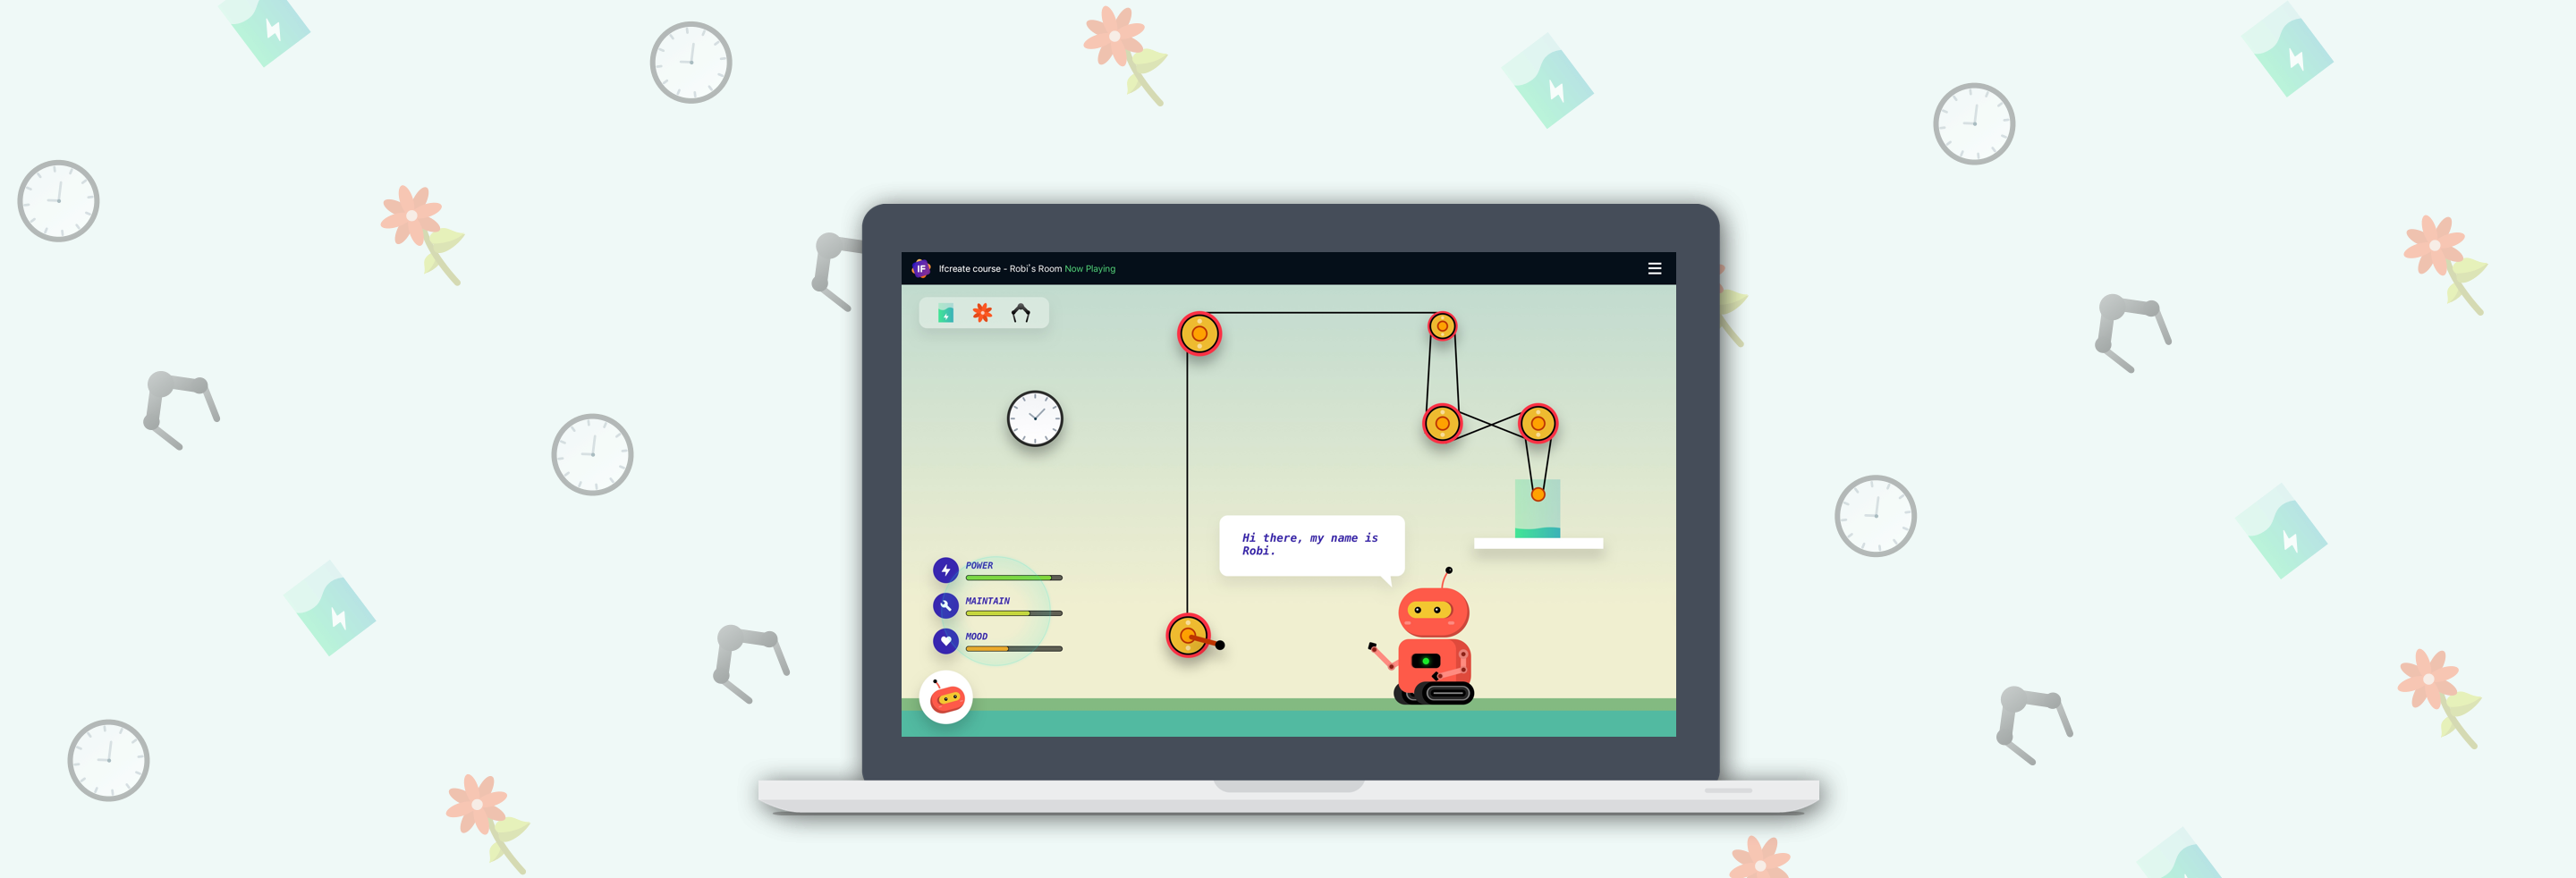 IF
Ifcreate course - Robi's Room Now Playing
Hi there, my name is
Robi.
POWER
MAINTAIN
MOOD